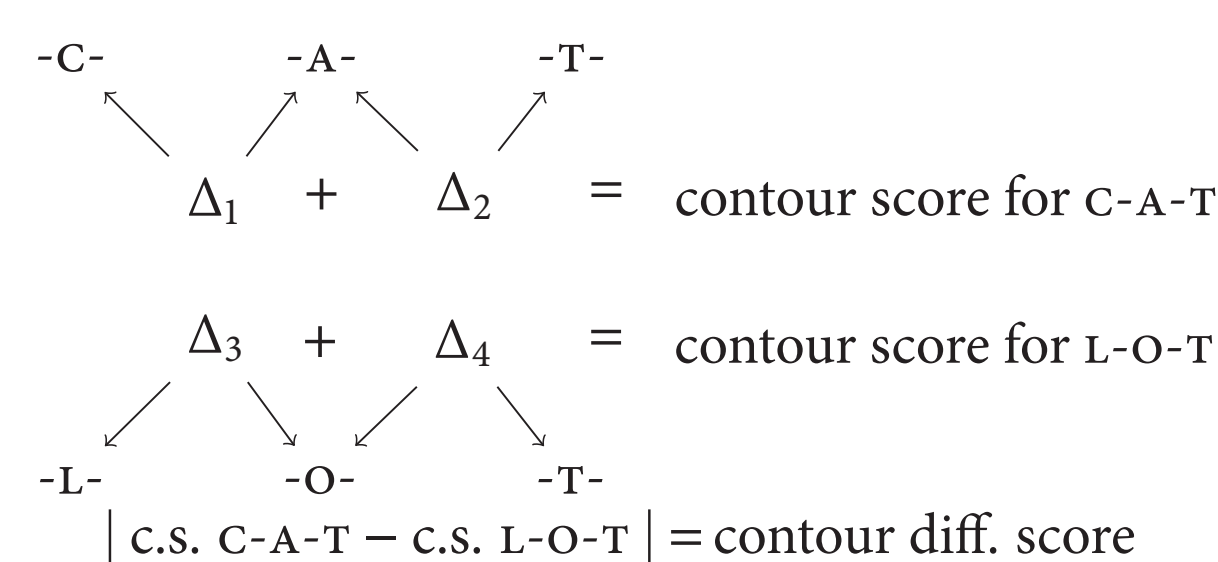 -C- -A- -T-
Δ1 + Δ2 = contour score for C-A-T
Δ3 + Δ4 = contour score for L-O-T
-L- -O- -T-
| c.s. C-A-T − c.s. L-O-T | = contour diff. score